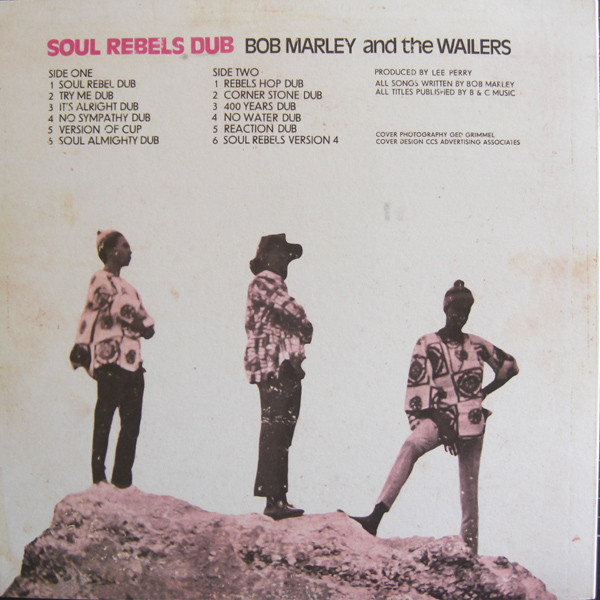 SOUL REBELS DUB BOB MARLEY and the WAILERS
SIDE ONE
1 SOUL REBEL DUB
2 TRY ME DUB
3 IT'S ALRIGHT DUB
4 NO SYMPATHY DUB
5 VERSION OF CUP
6 SOUL ALMIGHTY DUB
SIDE TWO
1 REBELS HOP DUB
2 CORNER STONE DUB
3 400 YEARS DUB
4 NO WATER DUB
5 REACTION DUB
6 SOUL REBELS VERSION 4
PRODUCED BY LEE PERRY
ALL SONGS WRITTEN BY BOB MARLEY
ALL TITLES PUBLISHED BY B & C MUSIC
COVER PHOTOGRAPHY GED GRIMMEL
COVER DESIGN CCS ADVERTISING ASSOCIATES